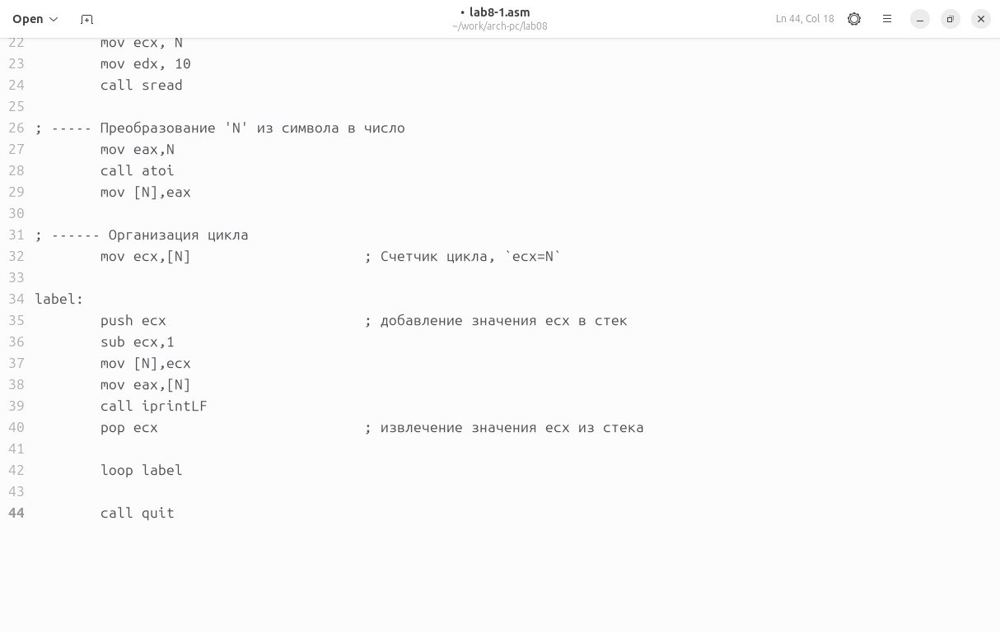 Open
• lab8-1.asm
~/work/arch-pc/lab08
Ln 44, Col 18
22 mov ecx, N
23 mov edx, 10
24 call sread
25
26 ; ----- Преобразование 'N' из символа в число
27 mov eax,N
28 call atoi
29 mov [N],eax
30
31 ; ------ Организация цикла
32 mov ecx,[N] ; Счетчик цикла, `ecx=N`
33
34 label:
35 push ecx ; добавление значения ecx в стек
36 sub ecx,1
37 mov [N],ecx
38 mov eax,[N]
39 call iprintLF
40 pop ecx ; извлечение значения ecx из стека
41
42 loop label
43
44 call quit